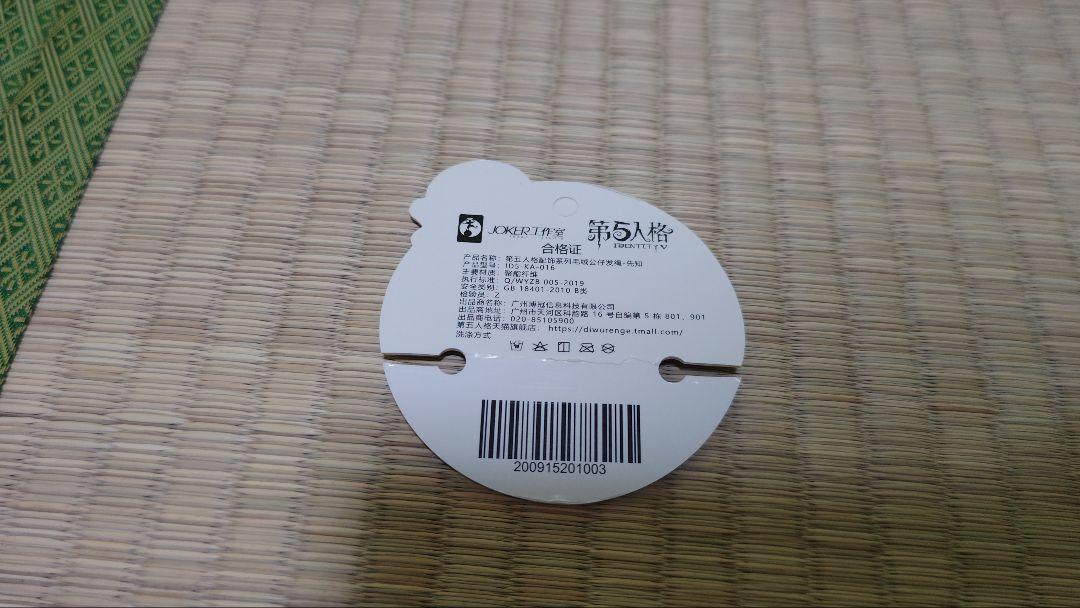 JOKER工作室
第5人格
IDENTITY V
合格证
产品名称：第五人格配饰系列毛绒公仔发绳-先知
产品型号：ID5-KA-016
主要材质：聚酯纤维
执行标准：Q/WYZB 005-2019
安全类别：GB 18401-2010 B类
检验员：Z
出品商名称：广州博冠信息科技有限公司
出品商地址：广州市天河区科韵路 16 号自编第 5 栋 801、901
出品商电话：020-85105900
第五人格天猫旗舰店：https://diwurenge.tmall.com/
洗涤方式
200915201003